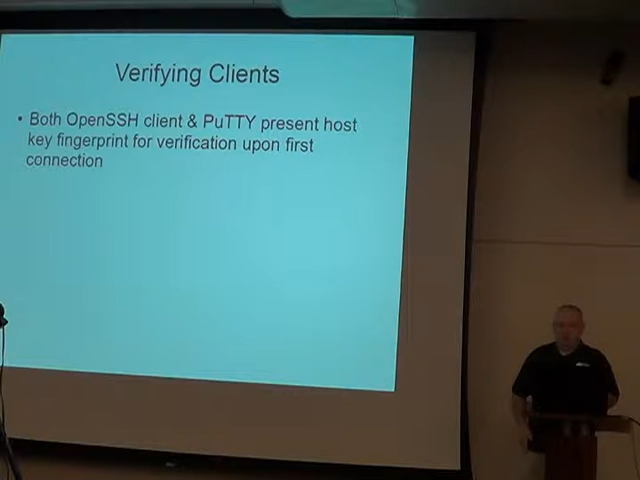 Verifying Clients
• Both OpenSSH client & PuTTY present host
key fingerprint for verification upon first
connection